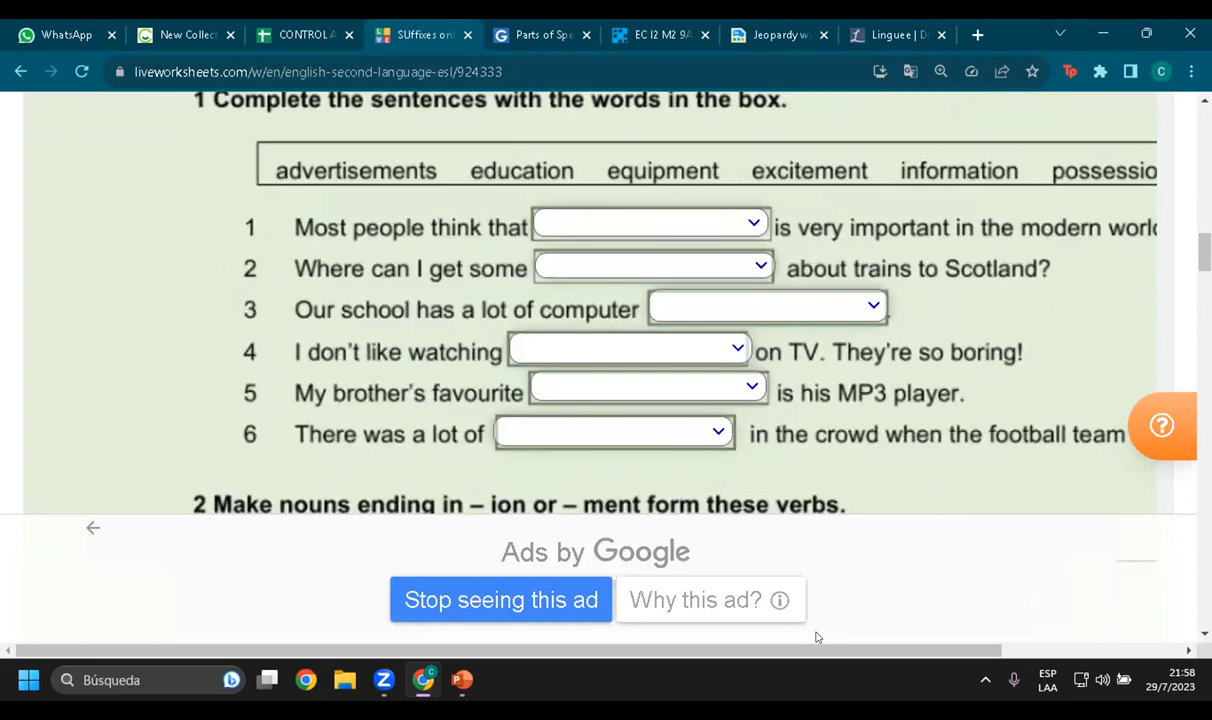 WhatsApp New Collec CONTROL A SUffixes onl Parts of Spe EC I2 M2 9A Jeopardy w Linguee | Di
liveworksheets.com/w/en/english-second-language-esl/924333
1 Complete the sentences with the words in the box.
advertisements education equipment excitement information possessio
1 Most people think that is very important in the modern worl
2 Where can I get some about trains to Scotland?
3 Our school has a lot of computer .
4 I don't like watching on TV. They're so boring!
5 My brother's favourite is his MP3 player.
6 There was a lot of in the crowd when the football team
2 Make nouns ending in – ion or – ment form these verbs.
Ads by Google
Stop seeing this ad Why this ad?
Búsqueda ESP LAA 21:58 29/7/2023